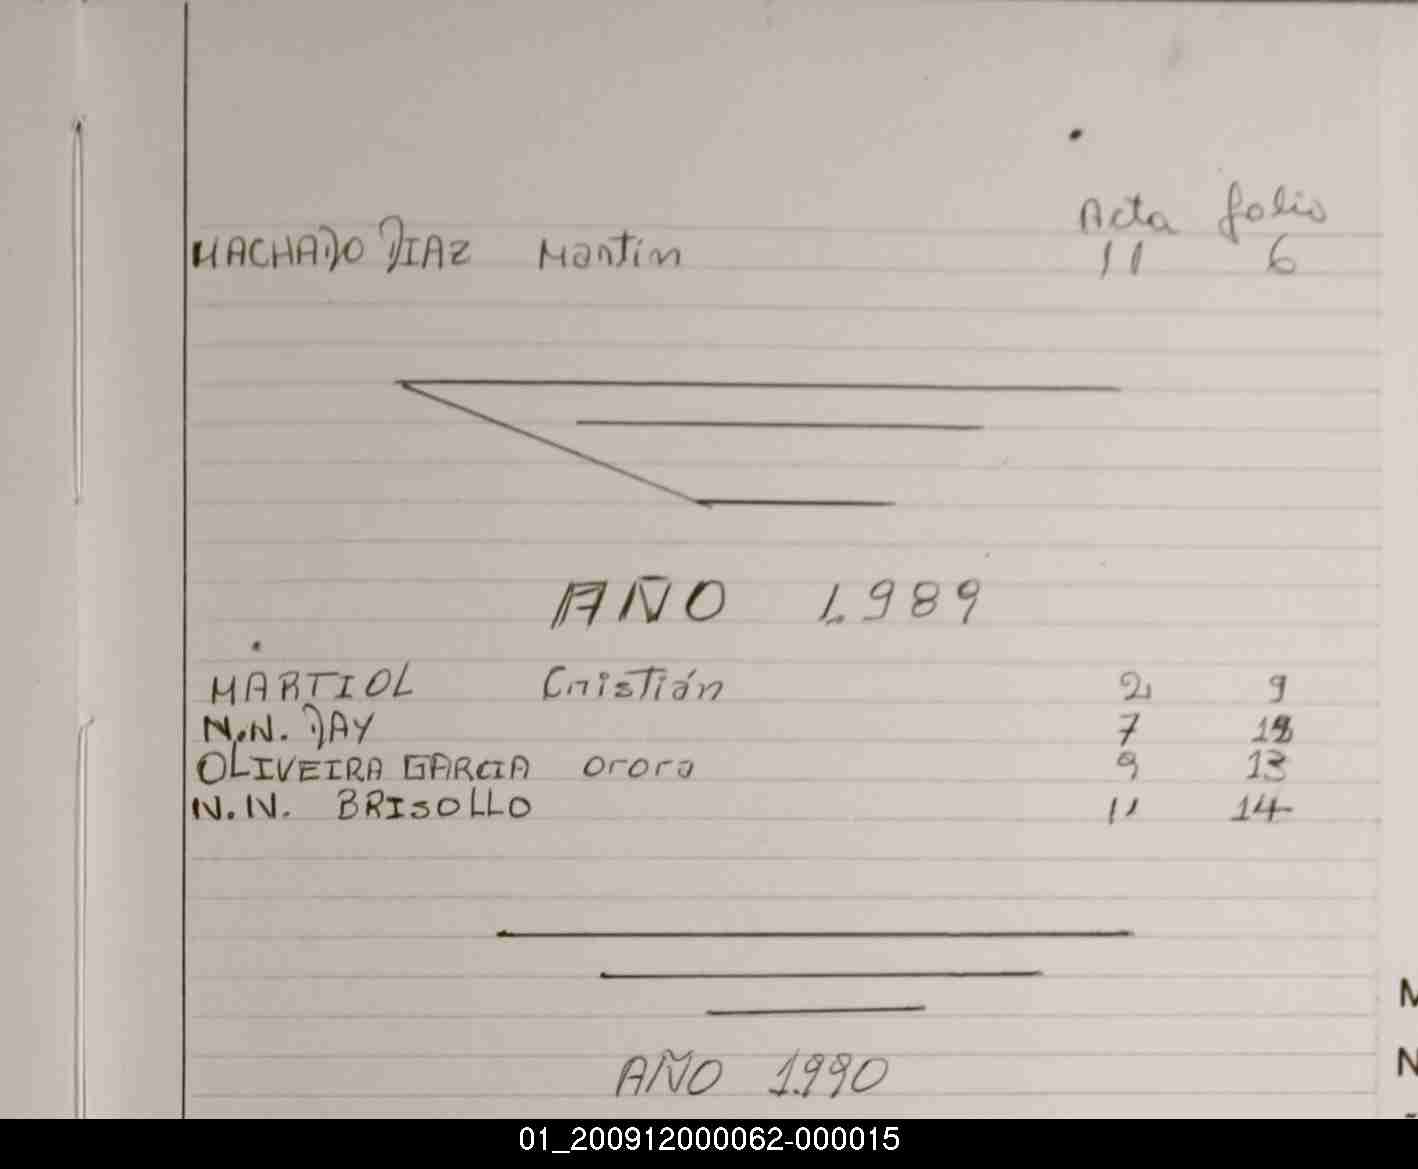 Acta folio
MACHADO DIAZ Martin 11 6
AÑO 1.989
MARTIOL Cristián 2 9
N.N. DAY 7
OLIVEIRA GARCIA Orora 9 13
N.N. BRISOLLO 11 14
M
N
AÑO 1.990
01_200912000062-000015